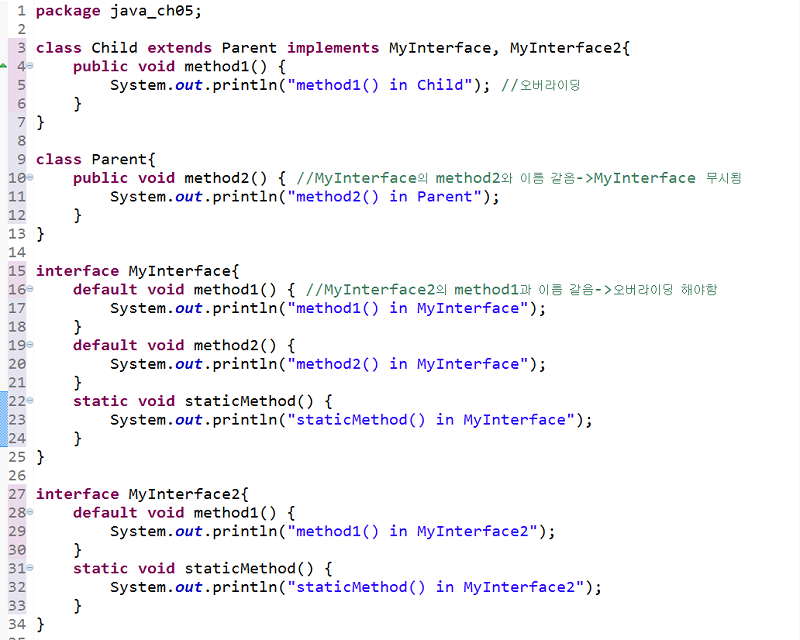 1 package java_ch05;
2
3 class Child extends Parent implements MyInterface, MyInterface2{
4     public void method1() {
5         System.out.println("method1() in Child"); //오버라이딩
6     }
7 }
8
9 class Parent{
10     public void method2() { //MyInterface의 method2와 이름 같음->MyInterface 무시됨
11         System.out.println("method2() in Parent");
12     }
13 }
14
15 interface MyInterface{
16     default void method1() { //MyInterface2의 method1과 이름 같음->오버라이딩 해야함
17         System.out.println("method1() in MyInterface");
18     }
19     default void method2() {
20         System.out.println("method2() in MyInterface");
21     }
22     static void staticMethod() {
23         System.out.println("staticMethod() in MyInterface");
24     }
25 }
26
27 interface MyInterface2{
28     default void method1() {
29         System.out.println("method1() in MyInterface2");
30     }
31     static void staticMethod() {
32         System.out.println("staticMethod() in MyInterface2");
33     }
34 }